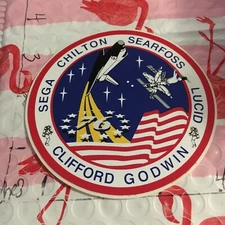 SEGA CHILTON SEARFOSS LUCID
CLIFFORD GODWIN
76